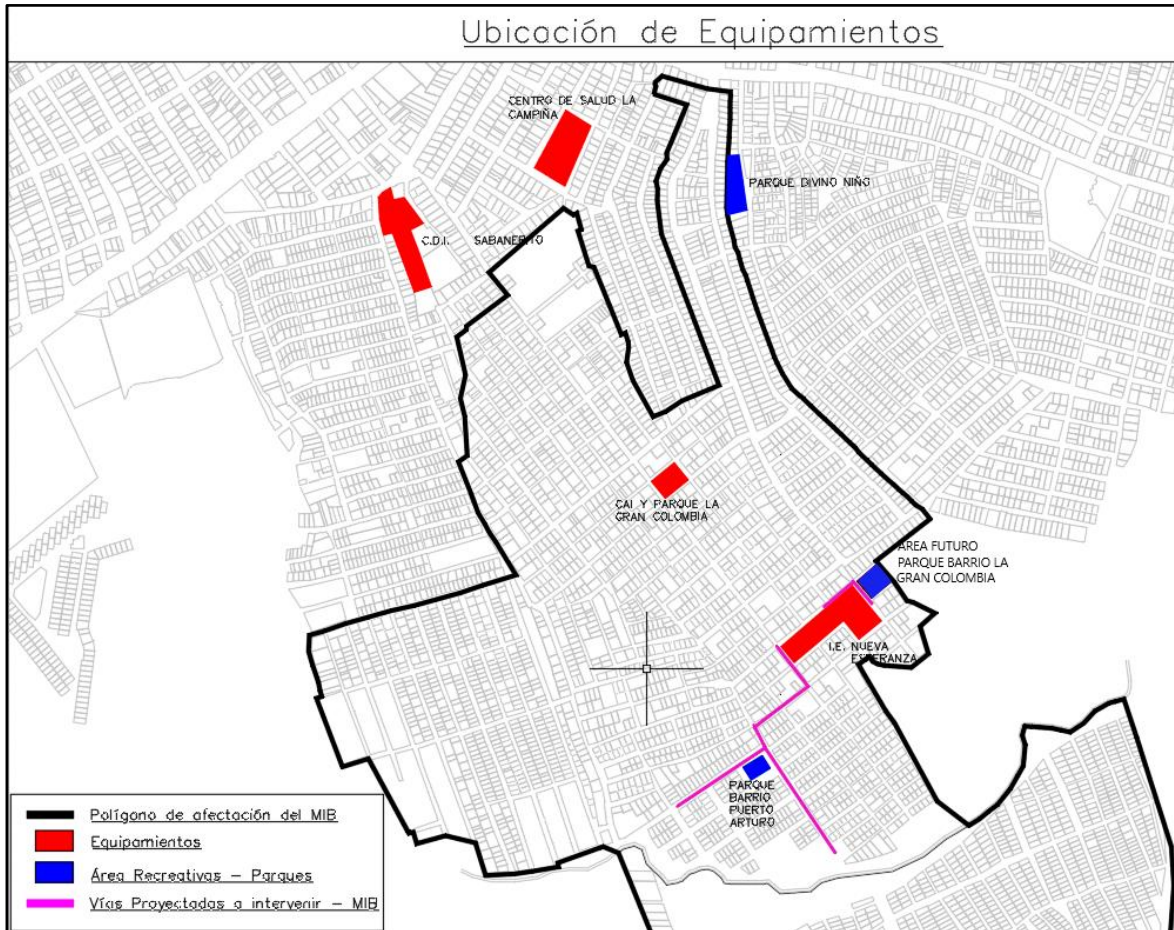 Ubicación de Equipamientos
CENTRO DE SALUD LA
CAMPIÑA
PARQUE DIVINO NIÑO
C.D.I. SABANERITO
CAI Y PARQUE LA
GRAN COLOMBIA
AREA FUTURO
PARQUE BARRIO LA
GRAN COLOMBIA
I.E. NUEVA
ESPERANZA
PARQUE
BARRIO
PUERTO
ARTURO
Polígono de afectación del MIB
Equipamientos
Área Recreativas – Parques
Vías Proyectadas a intervenir – MIB